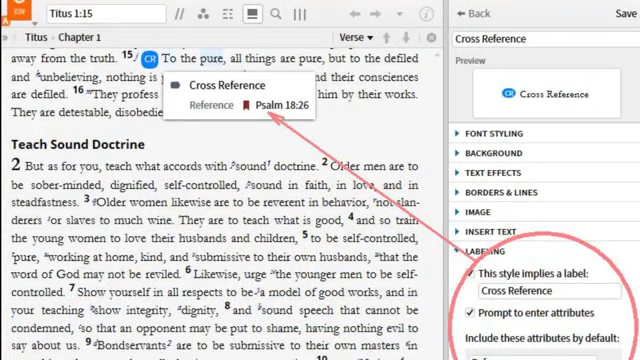 ESV
Titus 1:15
Titus › Chapter 1
Verse
away from the truth. 15 CR To the pure, all things are pure, but to the defiled
and unbelieving, nothing is
and their consciences
are defiled. 16 They profess
him by their works.
They are detestable, disobedie
Cross Reference
Reference Psalm 18:26
Teach Sound Doctrine
2 But as for you, teach what accords with sound doctrine. 2 Older men are to
be sober-minded, dignified, self-controlled, sound in faith, in love, and in
steadfastness. 3 Older women likewise are to be reverent in behavior, not slan-
derers or slaves to much wine. They are to teach what is good, 4 and so train
the young women to love their husbands and children, 5 to be self-controlled,
pure, working at home, kind, and submissive to their own husbands, that the
word of God may not be reviled. 6 Likewise, urge the younger men to be self-
controlled. 7 Show yourself in all respects to be a model of good works, and in
your teaching show integrity, dignity, 8 and sound speech that cannot be
condemned, so that an opponent may be put to shame, having nothing evil to
say about us. 9 Bondservants are to be submissive to their own masters in
Back
Save
Cross Reference
Preview
CR Cross Reference
FONT STYLING
BACKGROUND
TEXT EFFECTS
BORDERS & LINES
IMAGE
INSERT TEXT
LABELING
This style implies a label:
Cross Reference
Prompt to enter attributes
Include these attributes by default: